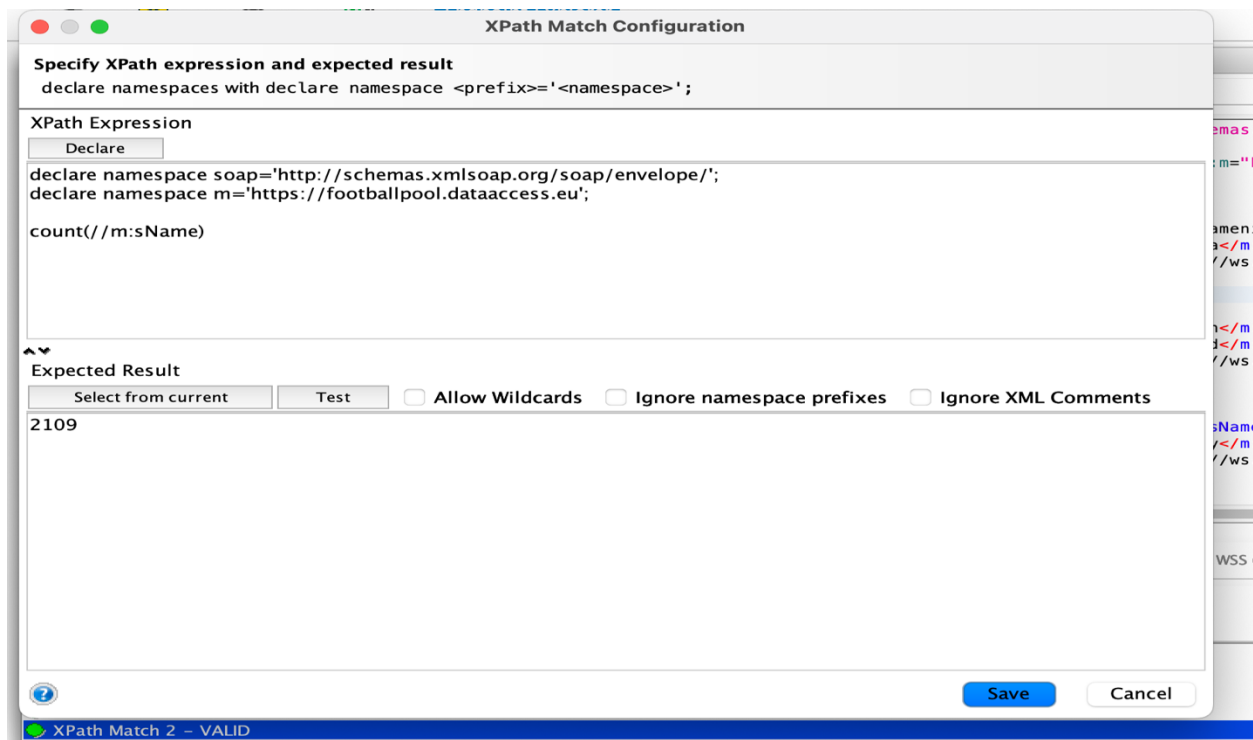 XPath Match Configuration
Specify XPath expression and expected result
declare namespaces with declare namespace <prefix>='<namespace>';
XPath Expression
Declare
declare namespace soap='http://schemas.xmlsoap.org/soap/envelope/';
declare namespace m='https://footballpool.dataaccess.eu';
count(//m:sName)
Expected Result
Select from current Test Allow Wildcards Ignore namespace prefixes Ignore XML Comments
2109
Save Cancel
WSS
XPath Match 2 - VALID